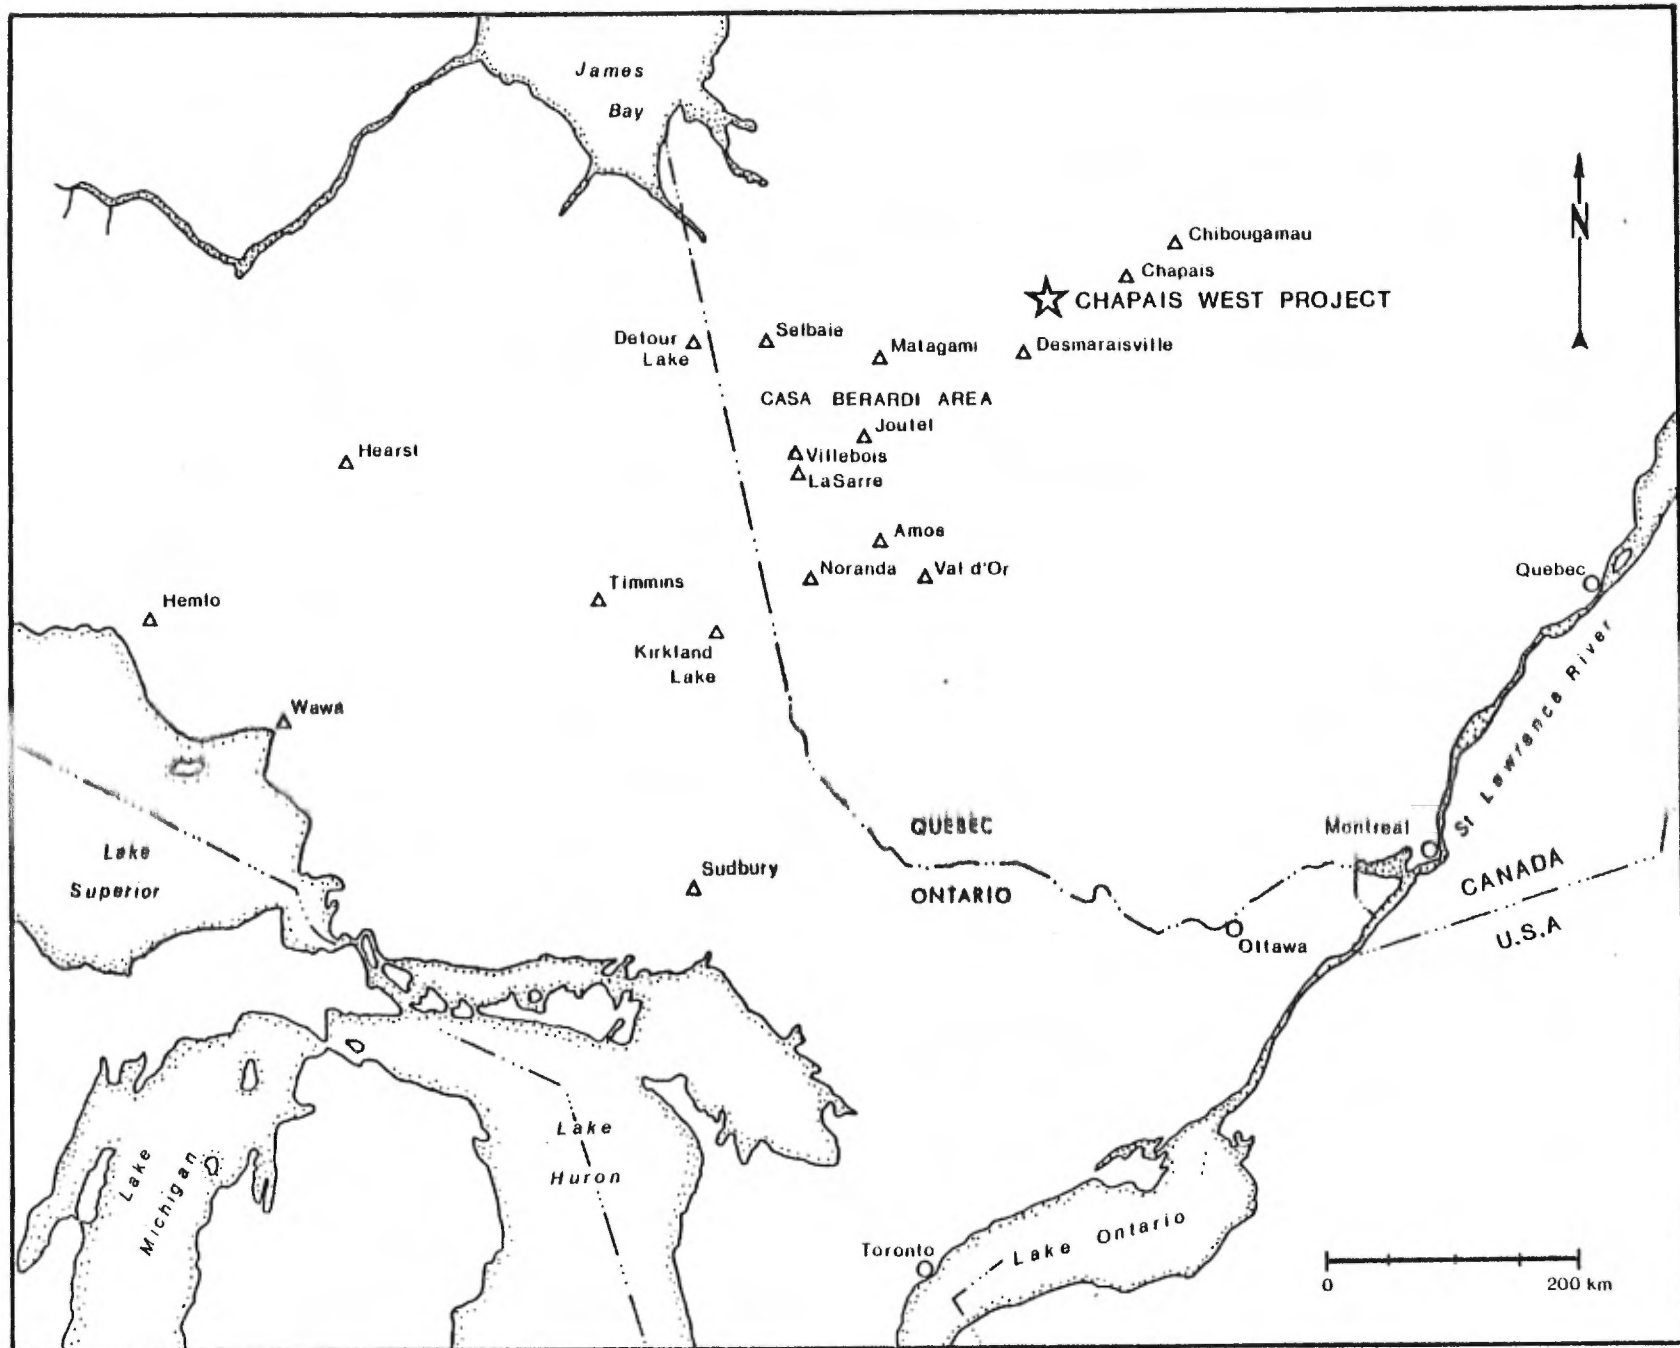 James
Bay
N
Chibougamau
Chapais
CHAPAIS WEST PROJECT
Detour
Lake
Selbaie
Matagami
Desmaraisville
CASA BERARDI AREA
Joutel
Villebois
LaSarre
Hearst
Amos
Noranda
Val d'Or
Timmins
Kirkland
Lake
Hemlo
Wawa
Quebec
St Lawrence River
Montreal
QUEBEC
ONTARIO
Lake
Superior
Sudbury
Ottawa
CANADA
U.S.A
Lake
Huron
Lake
Michigan
Toronto
Lake Ontario
0 200 km